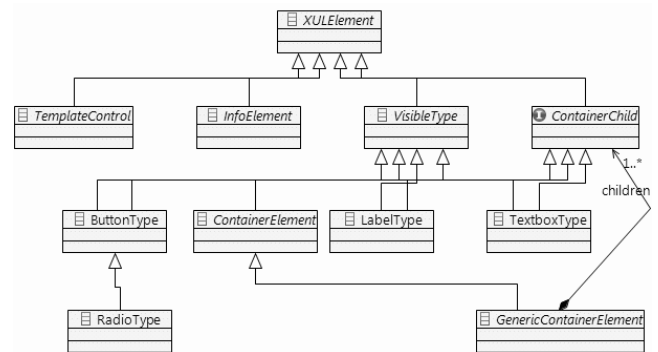 XULElement
TemplateControl
InfoElement
VisibleType
ContainerChild
1..*
children
ButtonType
ContainerElement
LabelType
TextboxType
RadioType
GenericContainerElement